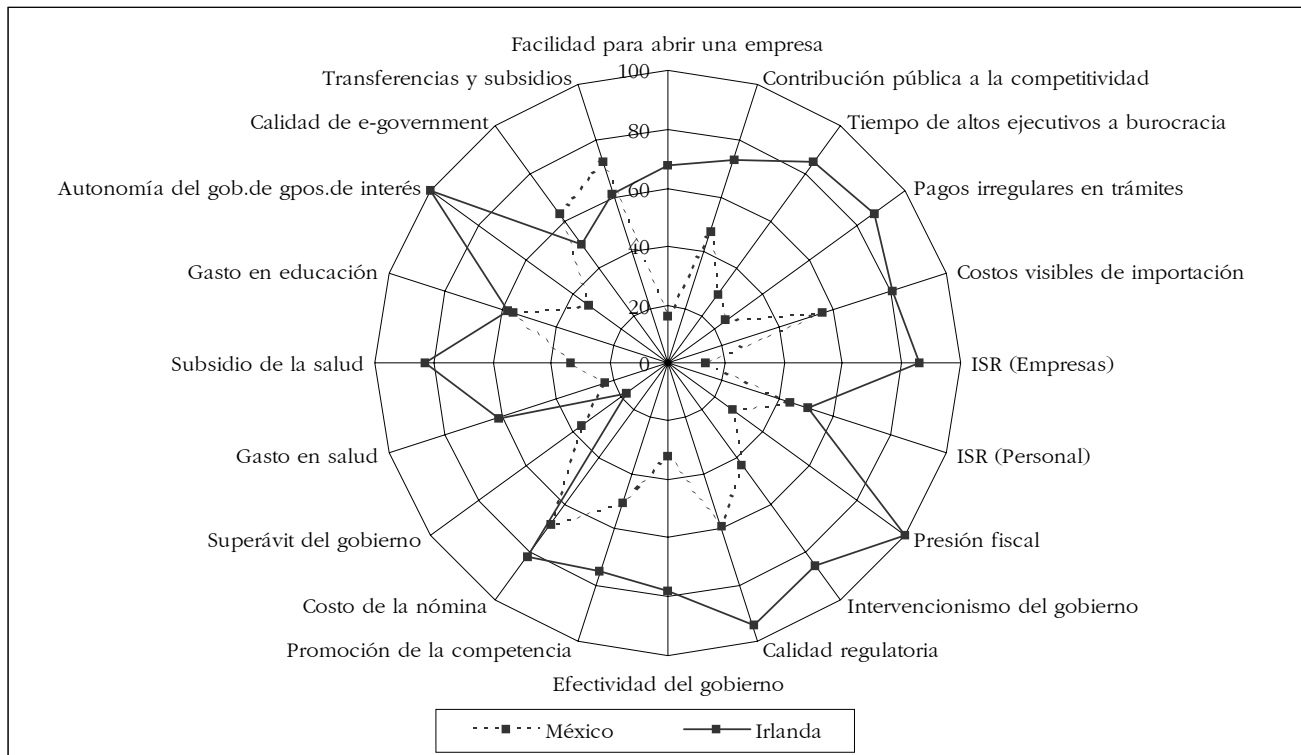 Facilidad para abrir una empresa
Transferencias y subsidios
100
Contribución pública a la competitividad
Calidad de e-government
80
Tiempo de altos ejecutivos a burocracia
Autonomía del gob.de gpos.de interés
60
Pagos irregulares en trámites
40
Gasto en educación
20
Costos visibles de importación
Subsidio de la salud
0
ISR (Empresas)
Gasto en salud
ISR (Personal)
Superávit del gobierno
Presión fiscal
Costo de la nómina
Intervencionismo del gobierno
Promoción de la competencia
Calidad regulatoria
Efectividad del gobierno
México
Irlanda